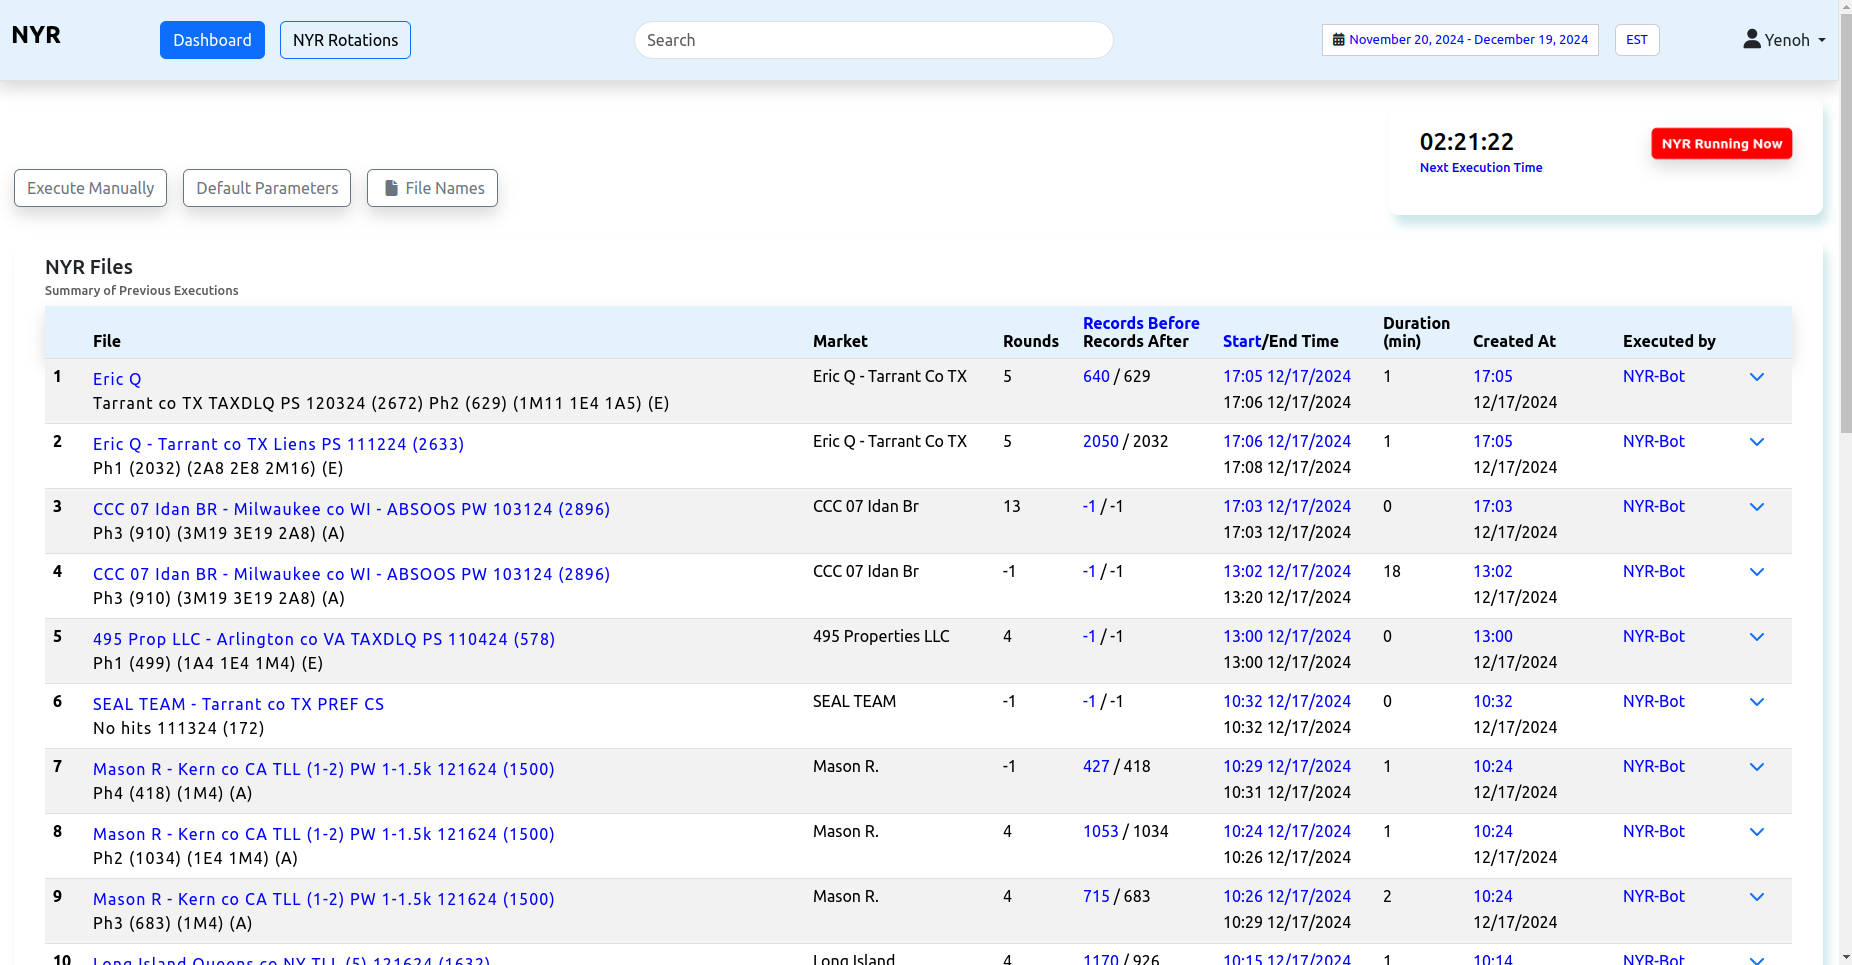 NYR
Dashboard
NYR Rotations
Search
November 20, 2024 - December 19, 2024
EST
Yenoh
02:21:22
Next Execution Time
NYR Running Now
Execute Manually
Default Parameters
File Names
NYR Files
Summary of Previous Executions
File Market Rounds Records Before Records After Start/End Time Duration (min) Created At Executed by
1 Eric Q Eric Q - Tarrant Co TX 5 640 / 629 17:05 12/17/2024 1 17:05 NYR-Bot
Tarrant co TX TAXDLQ PS 120324 (2672) Ph2 (629) (1M11 1E4 1A5) (E) 17:06 12/17/2024 12/17/2024
2 Eric Q - Tarrant co TX Liens PS 111224 (2633) Eric Q - Tarrant Co TX 5 2050 / 2032 17:06 12/17/2024 1 17:05 NYR-Bot
Ph1 (2032) (2A8 2E8 2M16) (E) 17:08 12/17/2024 12/17/2024
3 CCC 07 Idan BR - Milwaukee co WI - ABSOOS PW 103124 (2896) CCC 07 Idan Br 13 -1 / -1 17:03 12/17/2024 0 17:03 NYR-Bot
Ph3 (910) (3M19 3E19 2A8) (A) 17:03 12/17/2024 12/17/2024
4 CCC 07 Idan BR - Milwaukee co WI - ABSOOS PW 103124 (2896) CCC 07 Idan Br -1 -1 / -1 13:02 12/17/2024 18 13:02 NYR-Bot
Ph3 (910) (3M19 3E19 2A8) (A) 13:20 12/17/2024 12/17/2024
5 495 Prop LLC - Arlington co VA TAXDLQ PS 110424 (578) 495 Properties LLC 4 -1 / -1 13:00 12/17/2024 0 13:00 NYR-Bot
Ph1 (499) (1A4 1E4 1M4) (E) 13:00 12/17/2024 12/17/2024
6 SEAL TEAM - Tarrant co TX PREF CS SEAL TEAM -1 -1 / -1 10:32 12/17/2024 0 10:32 NYR-Bot
No hits 111324 (172) 10:32 12/17/2024 12/17/2024
7 Mason R - Kern co CA TLL (1-2) PW 1-1.5k 121624 (1500) Mason R. -1 427 / 418 10:29 12/17/2024 1 10:24 NYR-Bot
Ph4 (418) (1M4) (A) 10:31 12/17/2024 12/17/2024
8 Mason R - Kern co CA TLL (1-2) PW 1-1.5k 121624 (1500) Mason R. 4 1053 / 1034 10:24 12/17/2024 1 10:24 NYR-Bot
Ph2 (1034) (1E4 1M4) (A) 10:26 12/17/2024 12/17/2024
9 Mason R - Kern co CA TLL (1-2) PW 1-1.5k 121624 (1500) Mason R. 4 715 / 683 10:26 12/17/2024 2 10:24 NYR-Bot
Ph3 (683) (1M4) (A) 10:29 12/17/2024 12/17/2024
10 Long Island Queens co NY TLL (5) 121624 (1632) Long Island 4 1170 / 926 10:15 12/17/2024 1 10:14 NYR-Bot